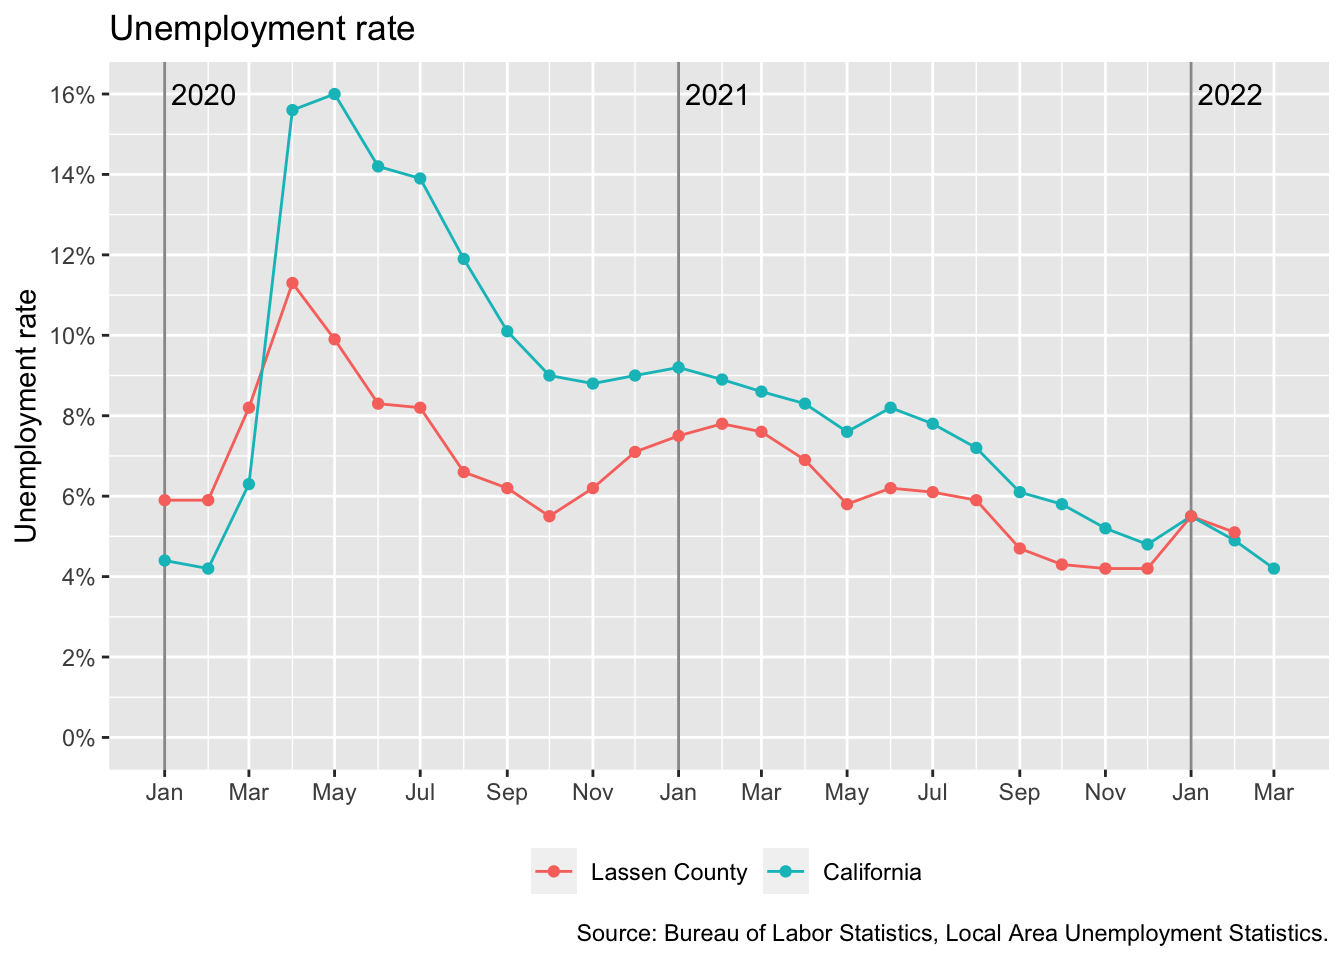 Unemployment rate
Unemployment rate
2020 2021 2022
16%
14%
12%
10%
8%
6%
4%
2%
0%
Jan Mar May Jul Sep Nov Jan Mar May Jul Sep Nov Jan Mar
Lassen County California
Source: Bureau of Labor Statistics, Local Area Unemployment Statistics.